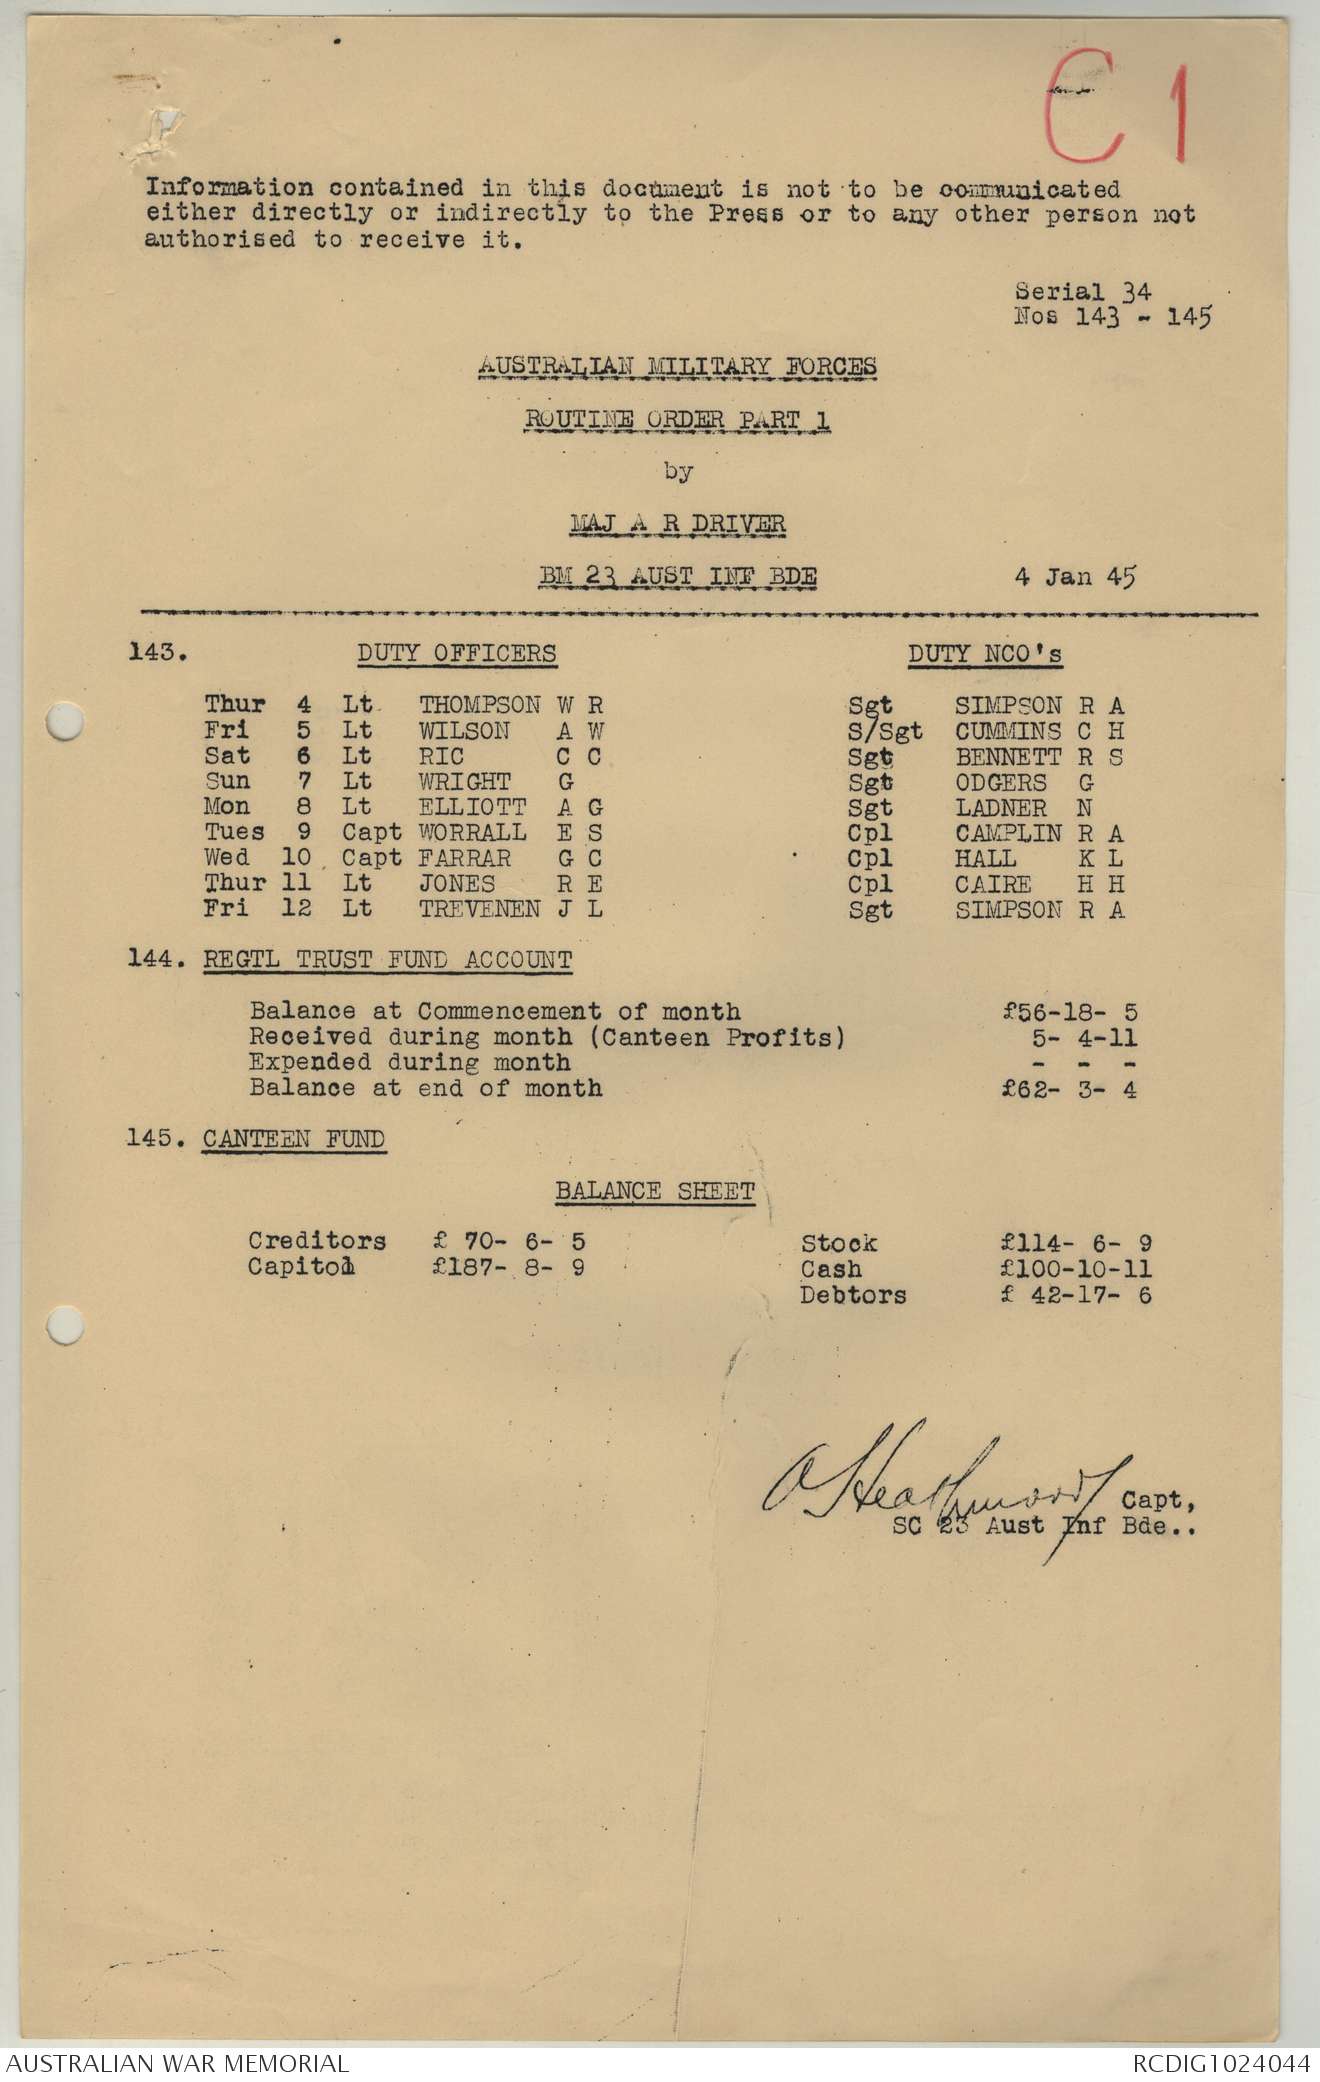 C 1
Information contained in this document is not to be communicated
either directly or indirectly to the Press or to any other person not
authorised to receive it.
Serial 34
Nos 143 - 145
AUSTRALIAN MILITARY FORCES
ROUTINE ORDER PART 1
by
MAJ A R DRIVER
BM 23 AUST INF BDE 4 Jan 45
143. DUTY OFFICERS DUTY NCO's
Thur 4 Lt THOMPSON W R Sgt SIMPSON R A
Fri 5 Lt WILSON A W S/Sgt CUMMINS C H
Sat 6 Lt RIC C C Sgt BENNETT R S
Sun 7 Lt WRIGHT G Sgt ODGERS G
Mon 8 Lt ELLIOTT A G Sgt LADNER N
Tues 9 Capt WORRALL E S Cpl CAMPLIN R A
Wed 10 Capt FARRAR G C Cpl HALL K L
Thur 11 Lt JONES R E Cpl CAIRE H H
Fri 12 Lt TREVENEN J L Sgt SIMPSON R A
144. REGTL TRUST FUND ACCOUNT
Balance at Commencement of month £56-18- 5
Received during month (Canteen Profits) 5- 4-11
Expended during month - - -
Balance at end of month £62- 3- 4
145. CANTEEN FUND
BALANCE SHEET
Creditors £ 70- 6- 5 Stock £114- 6- 9
Capitol £187- 8- 9 Cash £100-10-11
Debtors £ 42-17- 6
Heathwood Capt,
SC 23 Aust Inf Bde..
AUSTRALIAN WAR MEMORIAL RCDIG1024044